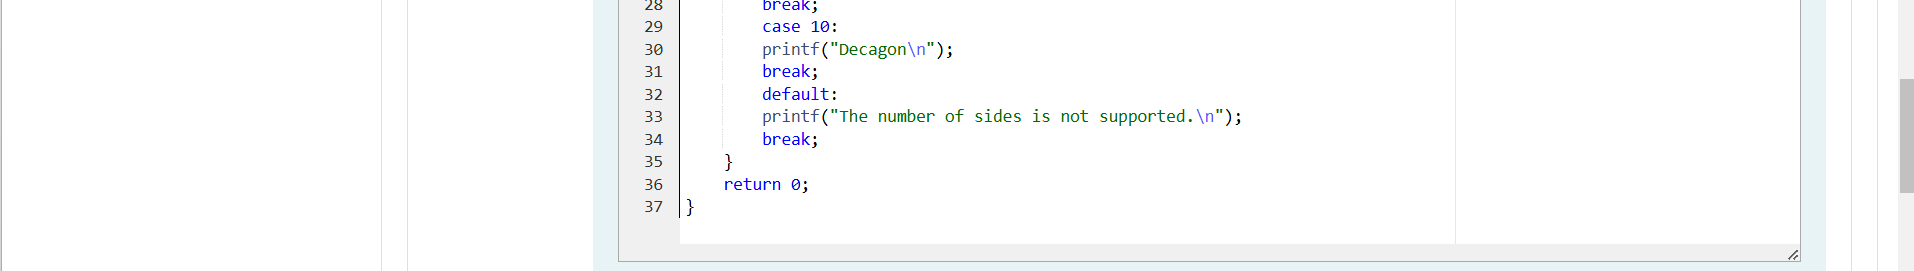 28 break;
29 case 10:
30 printf("Decagon\n");
31 break;
32 default:
33 printf("The number of sides is not supported.\n");
34 break;
35 }
36 return 0;
37 }